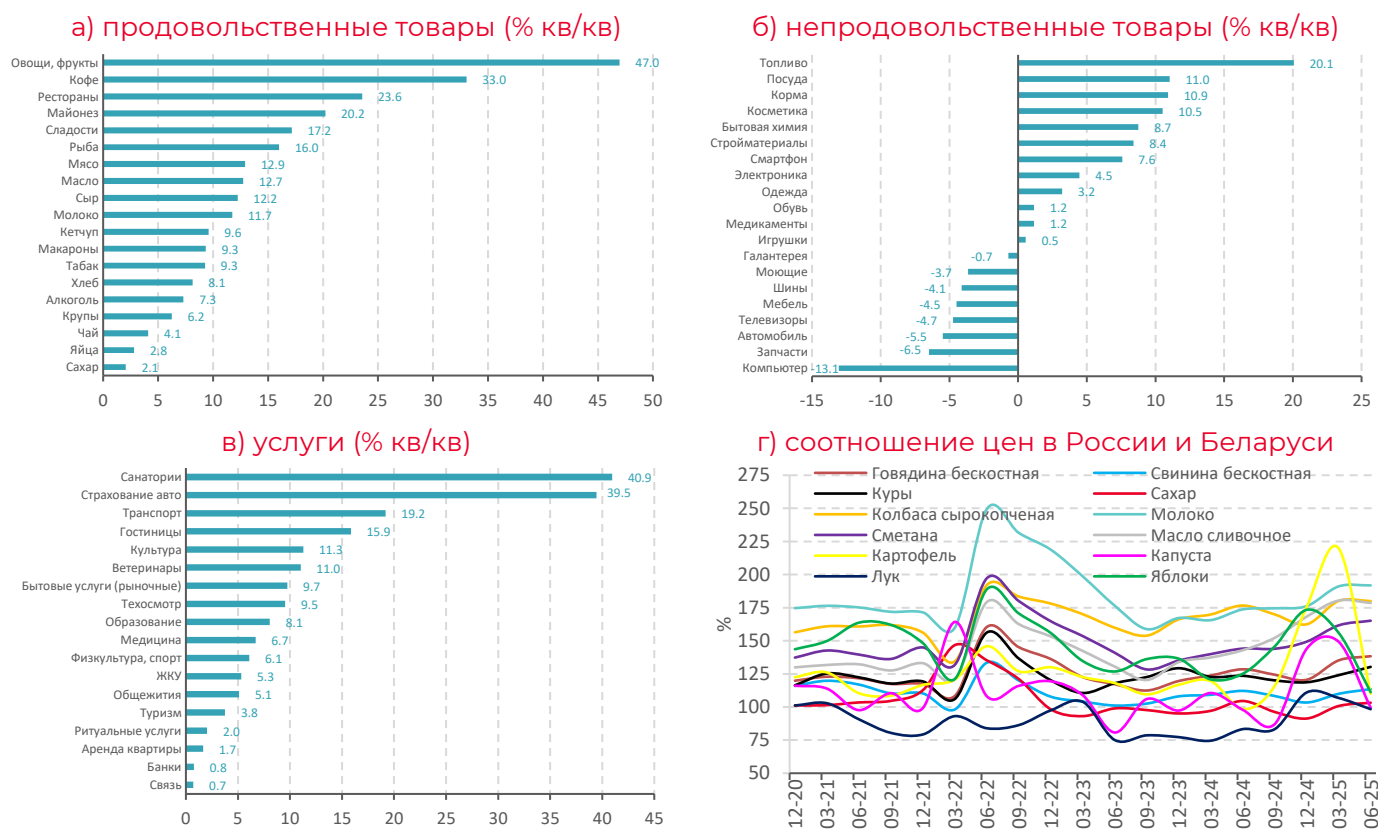 а) продовольственные товары (% кв/кв)
Овощи, фрукты 47.0
Кофе 33.0
Рестораны 23.6
Майонез 20.2
Сладости 17.2
Рыба 16.0
Мясо 12.9
Масло 12.7
Сыр 12.2
Молоко 11.7
Кетчуп 9.6
Макароны 9.3
Табак 9.3
Хлеб 8.1
Алкоголь 7.3
Крупы 6.2
Чай 4.1
Яйца 2.8
Сахар 2.1
0 5 10 15 20 25 30 35 40 45 50
б) непродовольственные товары (% кв/кв)
Топливо 20.1
Посуда 11.0
Корма 10.9
Косметика 10.5
Бытовая химия 8.7
Стройматериалы 8.4
Смартфон 7.6
Электроника 4.5
Одежда 3.2
Обувь 1.2
Медикаменты 1.2
Игрушки 0.5
Галантерея -0.7
Моющие -3.7
Шины -4.1
Мебель -4.5
Телевизоры -4.7
Автомобиль -5.5
Запчасти -6.5
Компьютер -13.1
-15 -10 -5 0 5 10 15 20 25
в) услуги (% кв/кв)
Санатории 40.9
Страхование авто 39.5
Транспорт 19.2
Гостиницы 15.9
Культура 11.3
Ветеринары 11.0
Бытовые услуги (рыночные) 9.7
Техосмотр 9.5
Образование 8.1
Медицина 6.7
Физкультура, спорт 6.1
ЖКУ 5.3
Общежития 5.1
Туризм 3.8
Ритуальные услуги 2.0
Аренда квартиры 1.7
Банки 0.8
Связь 0.7
0 5 10 15 20 25 30 35 40 45
г) соотношение цен в России и Беларуси
Говядина бескостная Свинина бескостная
Куры Сахар
Колбаса сырокопченая Молоко
Сметана Масло сливочное
Картофель Капуста
Лук Яблоки
%
275
250
225
200
175
150
125
100
75
50
12-20 03-21 06-21 09-21 12-21 03-22 06-22 09-22 12-22 03-23 06-23 09-23 12-23 03-24 06-24 09-24 12-24 03-25 06-25